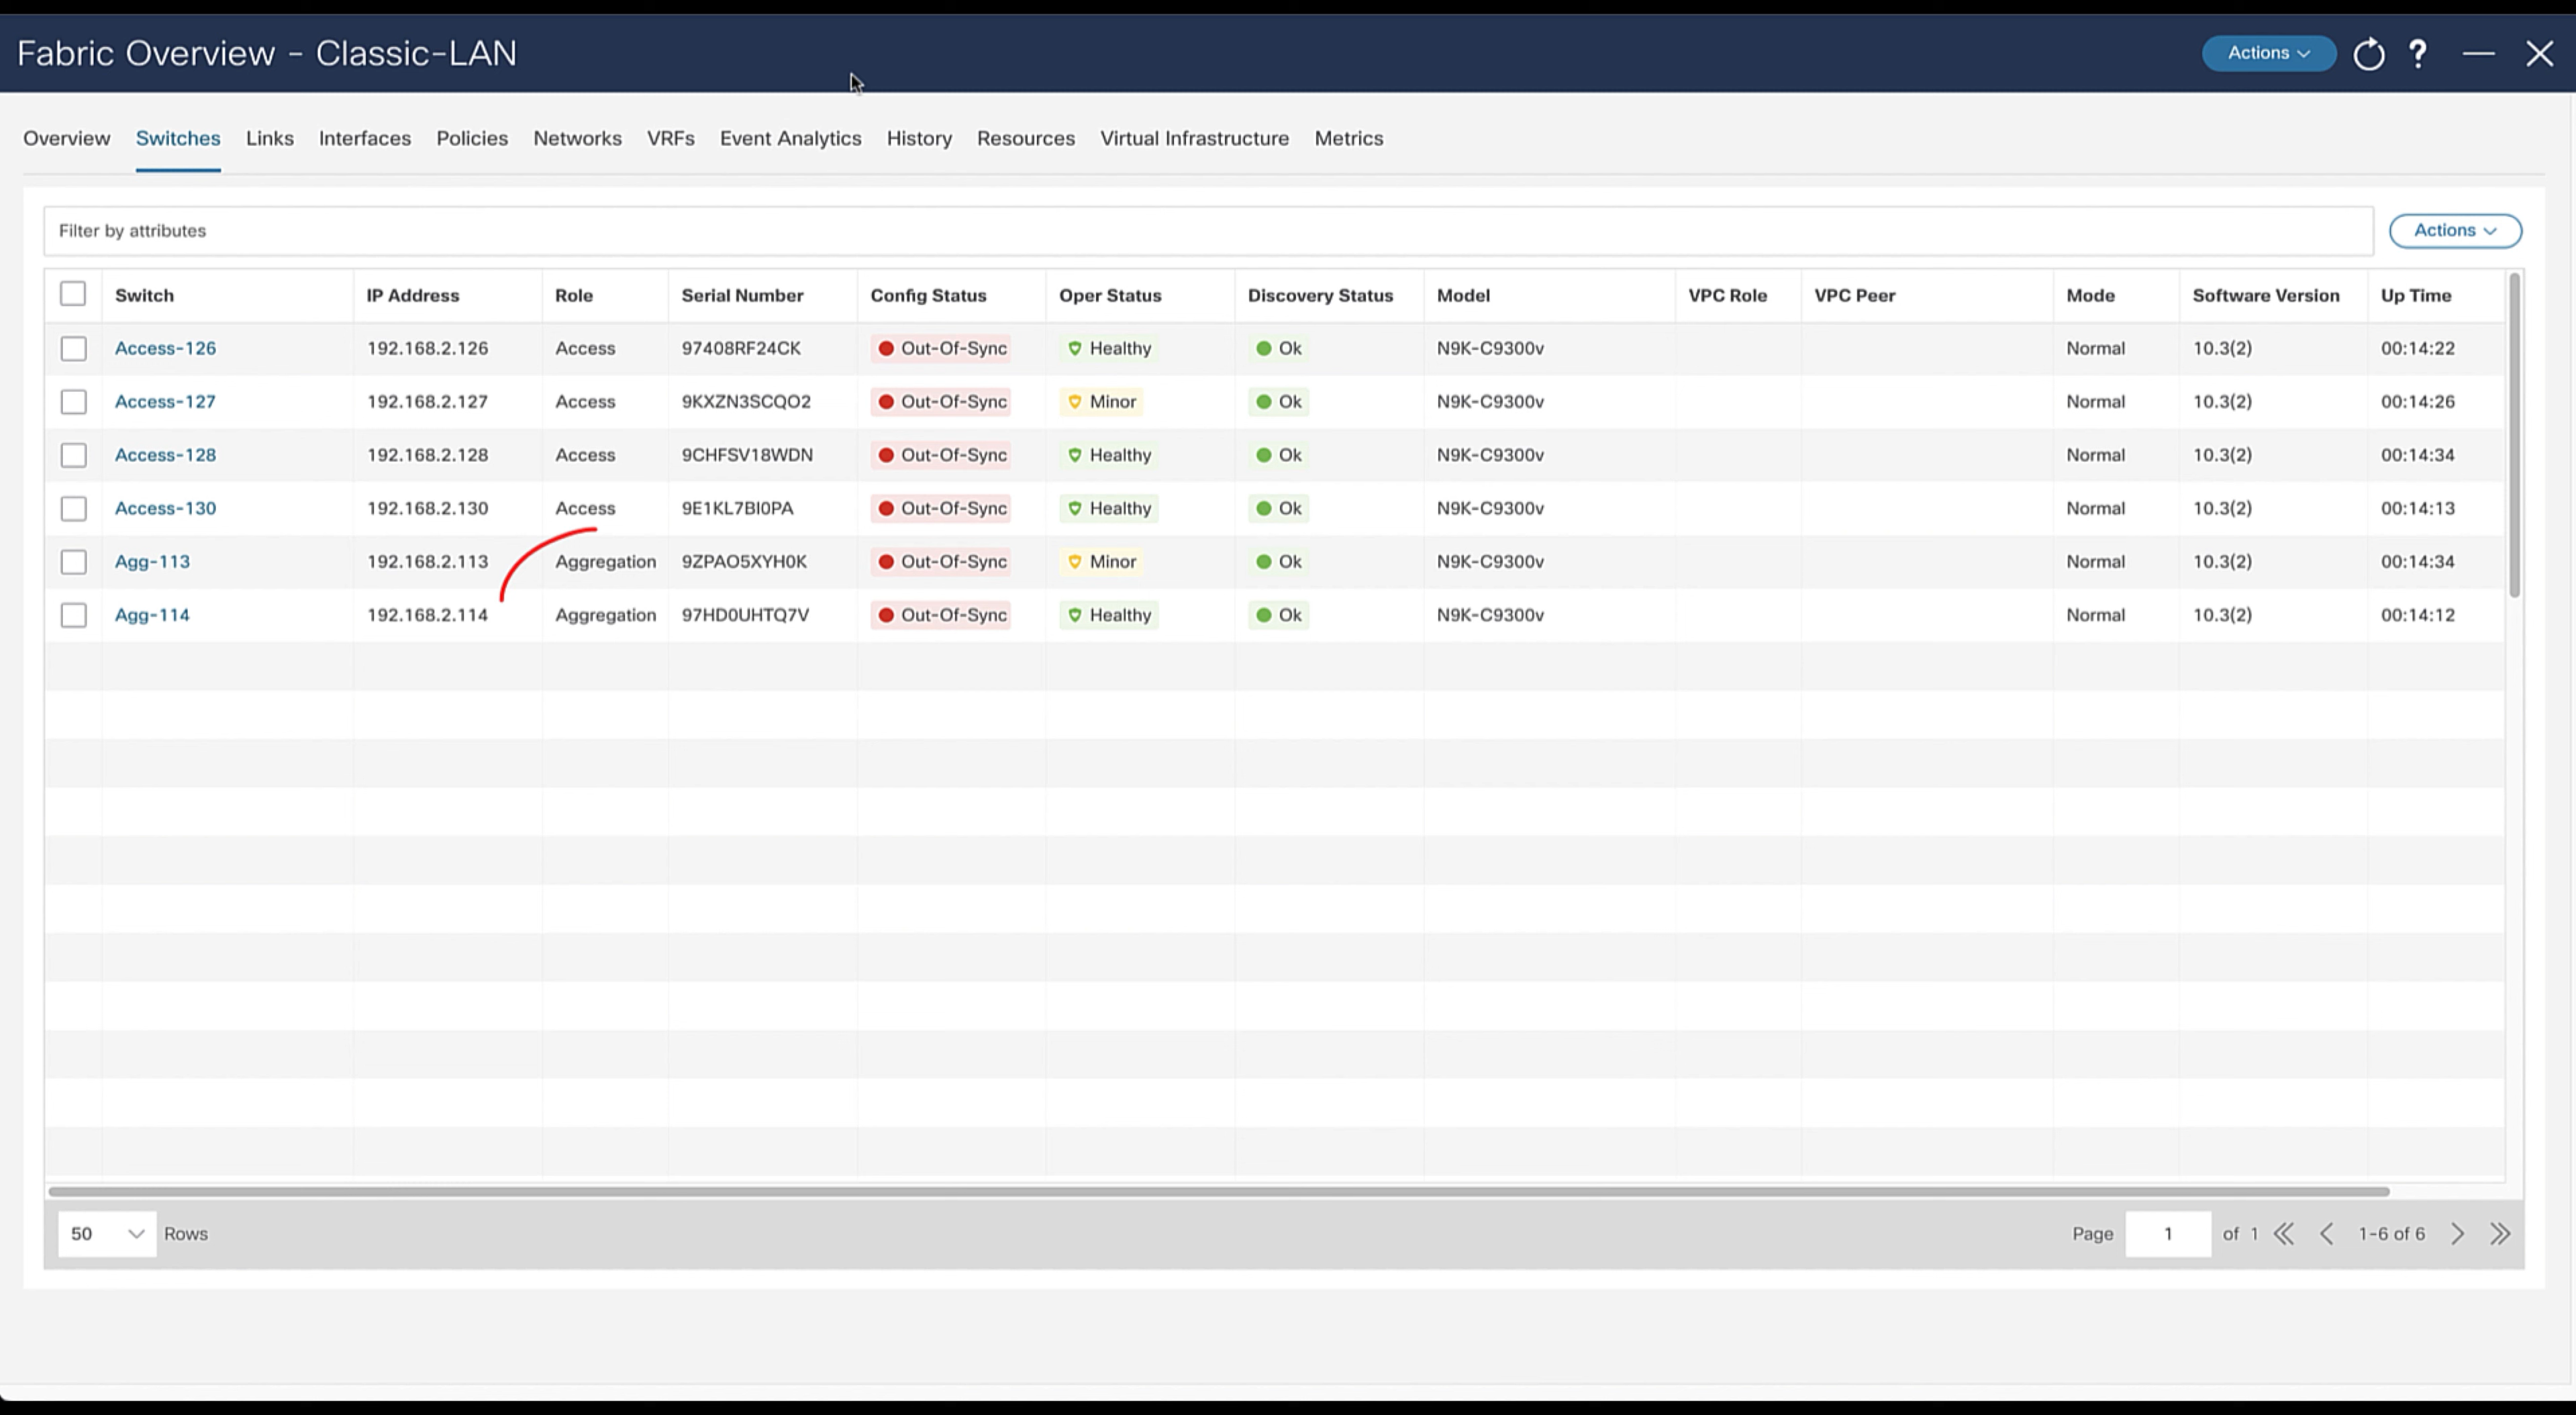 Fabric Overview - Classic-LAN Actions ?
Overview Switches Links Interfaces Policies Networks VRFs Event Analytics History Resources Virtual Infrastructure Metrics
Filter by attributes Actions
Switch IP Address Role Serial Number Config Status Oper Status Discovery Status Model VPC Role VPC Peer Mode Software Version Up Time
Access-126 192.168.2.126 Access 97408RF24CK Out-Of-Sync Healthy Ok N9K-C9300v Normal 10.3(2) 00:14:22
Access-127 192.168.2.127 Access 9KXZN3SCQO2 Out-Of-Sync Minor Ok N9K-C9300v Normal 10.3(2) 00:14:26
Access-128 192.168.2.128 Access 9CHFSV18WDN Out-Of-Sync Healthy Ok N9K-C9300v Normal 10.3(2) 00:14:34
Access-130 192.168.2.130 Access 9E1KL7BI0PA Out-Of-Sync Healthy Ok N9K-C9300v Normal 10.3(2) 00:14:13
Agg-113 192.168.2.113 Aggregation 9ZPAO5XYH0K Out-Of-Sync Minor Ok N9K-C9300v Normal 10.3(2) 00:14:34
Agg-114 192.168.2.114 Aggregation 97HD0UHTQ7V Out-Of-Sync Healthy Ok N9K-C9300v Normal 10.3(2) 00:14:12
50 Rows Page 1 of 1 1-6 of 6